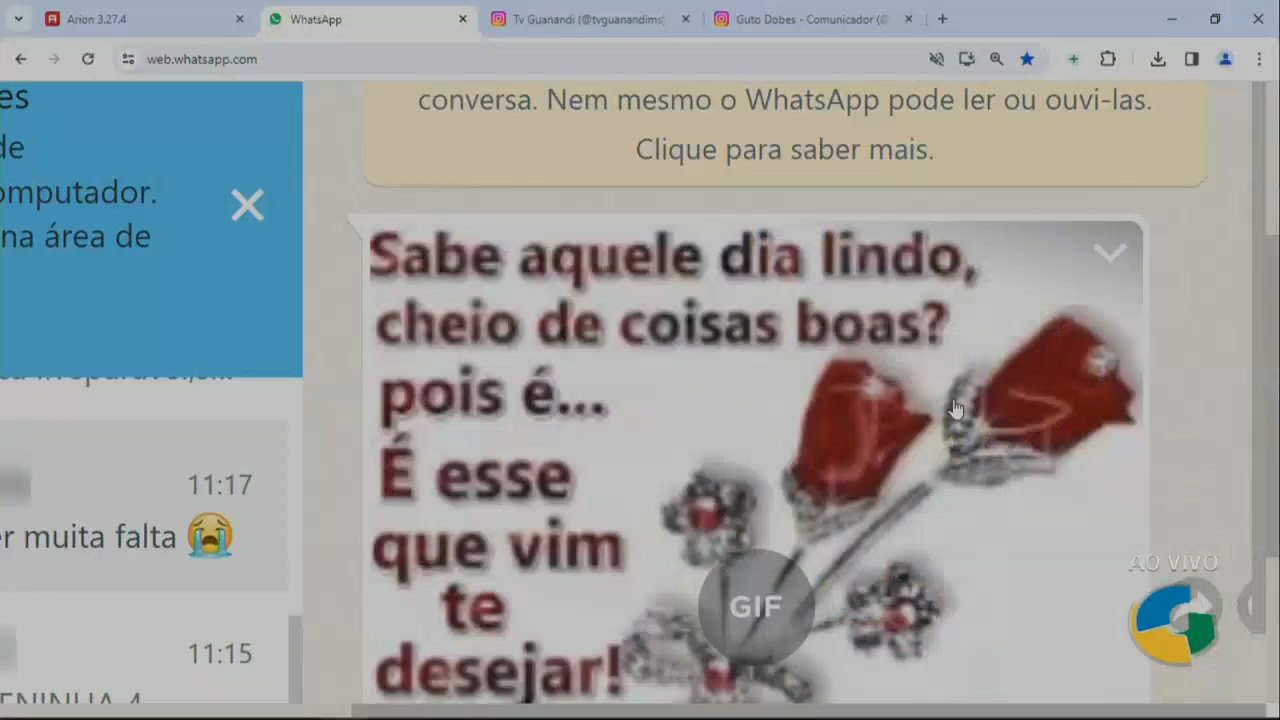 Arion 3.27.4
WhatsApp
Tv Guanandi (@tvguanandims
Guto Dobes - Comunicador (@
web.whatsapp.com
es
de
omputador.
na área de
conversa. Nem mesmo o WhatsApp pode ler ou ouvi-las.
Clique para saber mais.
Sabe aquele dia lindo,
cheio de coisas boas?
pois é...
É esse
que vim
te
desejar!
GIF
11:17
er muita falta 😭
11:15
AO VIVO